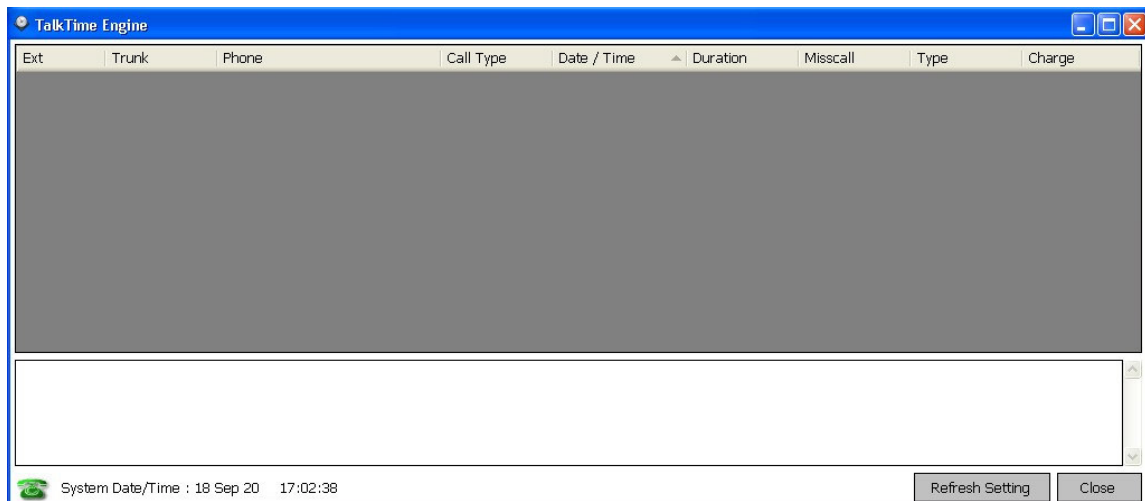 TalkTime Engine
Ext Trunk Phone Call Type Date / Time Duration Misscall Type Charge
System Date/Time : 18 Sep 20 17:02:38 Refresh Setting Close